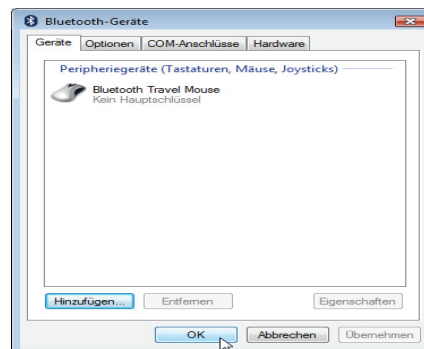 Bluetooth-Geräte
Geräte Optionen COM-Anschlüsse Hardware
Peripheriegeräte (Tastaturen, Mäuse, Joysticks)
Bluetooth Travel Mouse
Kein Hauptschlüssel
Hinzufügen... Entfernen Eigenschaften
OK Abbrechen Übernehmen